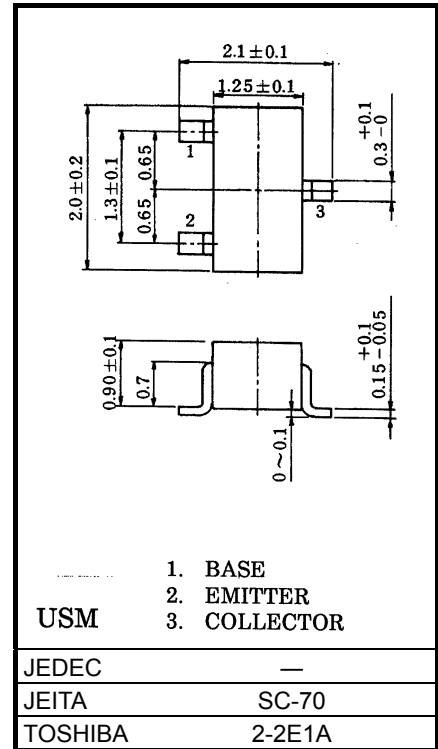 2.1±0.1
1.25±0.1
+0.1
0.3 -0
2.0±0.2
1.3±0.1
0.65
0.65
1
2
3
0.90±0.1
0.7
+0.1
0.15-0.05
0~0.1
1. BASE
2. EMITTER
USM 3. COLLECTOR
JEDEC —
JEITA SC-70
TOSHIBA 2-2E1A